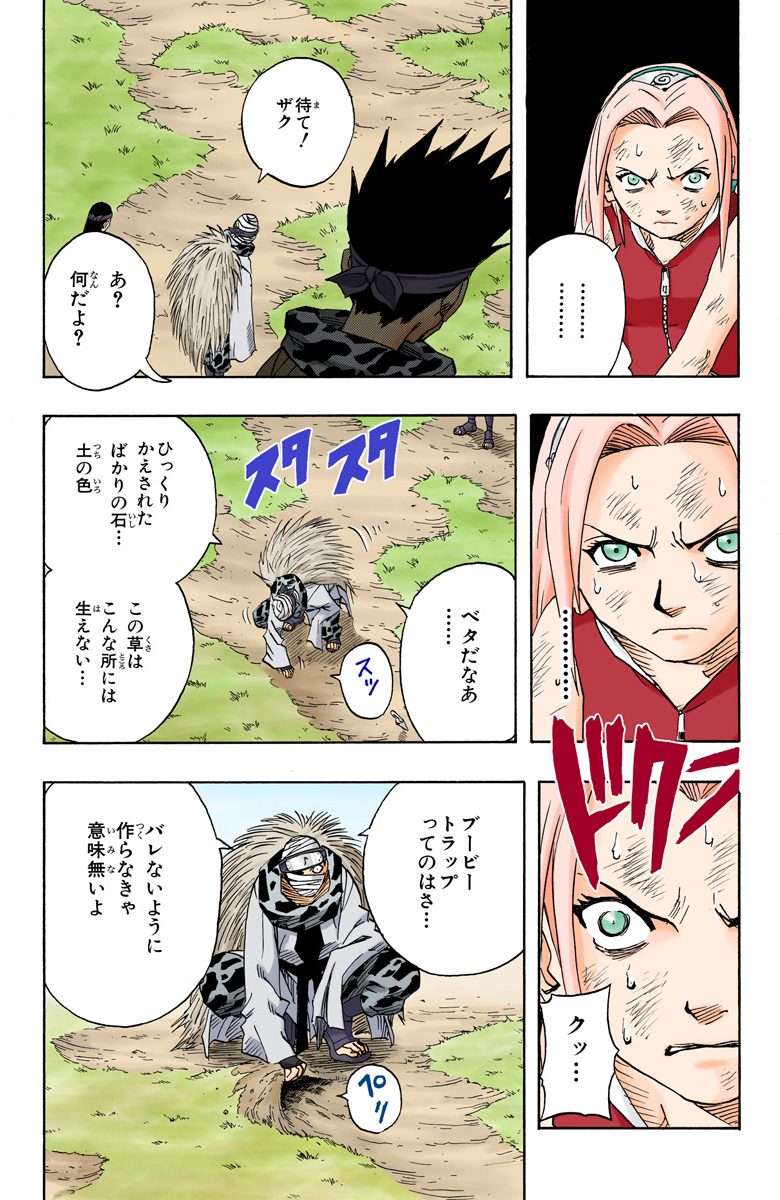 ………
………
待て！
ザク
あ？
何だよ？
………
………
スタ
スタ
ベタだなあ
………
スッ
ひっくり
かえされた
ばかりの石…
土の色
この草は
こんな所には
生えない…
ドクン
クッ…
ブービー
トラップ
ってのはさ…
ペリッ
バレないように
作らなきゃ
意味無いよ